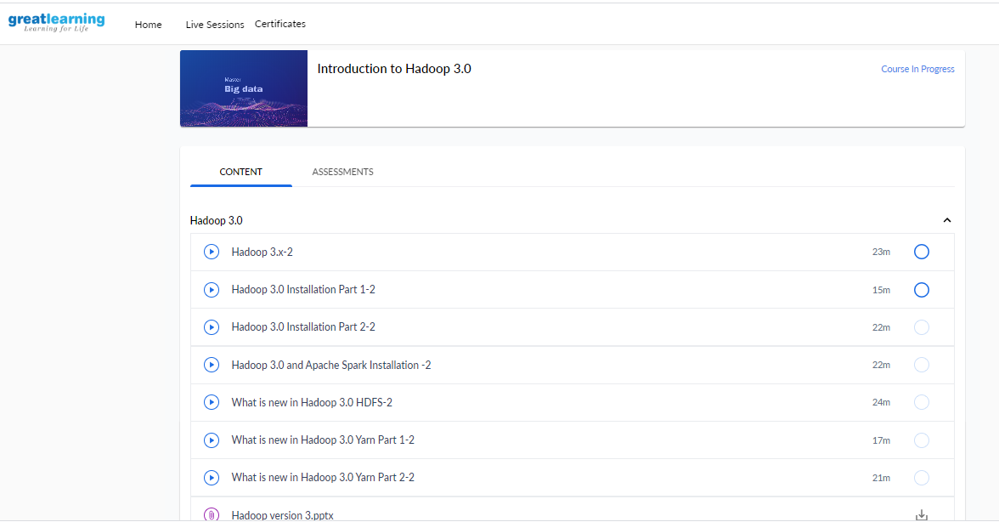 greatlearning
Learning for Life
Home Live Sessions Certificates
Master
Big data
Introduction to Hadoop 3.0
Course In Progress
CONTENT ASSESSMENTS
Hadoop 3.0
Hadoop 3.x-2 23m
Hadoop 3.0 Installation Part 1-2 15m
Hadoop 3.0 Installation Part 2-2 22m
Hadoop 3.0 and Apache Spark Installation -2 22m
What is new in Hadoop 3.0 HDFS-2 24m
What is new in Hadoop 3.0 Yarn Part 1-2 17m
What is new in Hadoop 3.0 Yarn Part 2-2 21m
Hadoop version 3.pptx